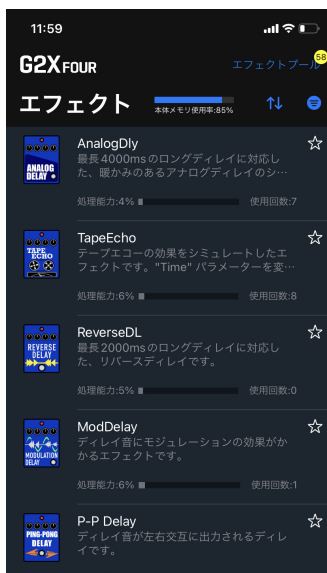 11:59
58
G2X FOUR
エフェクトプール
エフェクト
本体メモリ使用率:85%
AnalogDly
最長4000msのロングディレイに対応し
た、暖かみのあるアナログディレイのシ…
ANALOG
DELAY
処理能力:4%
使用回数:7
TapeEcho
テープエコーの効果をシミュレートしたエ
フェクトです。"Time" パラメーターを変…
TAPE
ECHO
処理能力:6%
使用回数:8
ReverseDL
最長2000msのロングディレイに対応し
た、リバースディレイです。
REVERSE
DELAY
処理能力:5%
使用回数:0
ModDelay
ディレイ音にモジュレーションの効果がか
かるエフェクトです。
MODULATION
DELAY
処理能力:6%
使用回数:1
P-P Delay
ディレイ音が左右交互に出力されるディレ
イです。
PING-PONG
DELAY